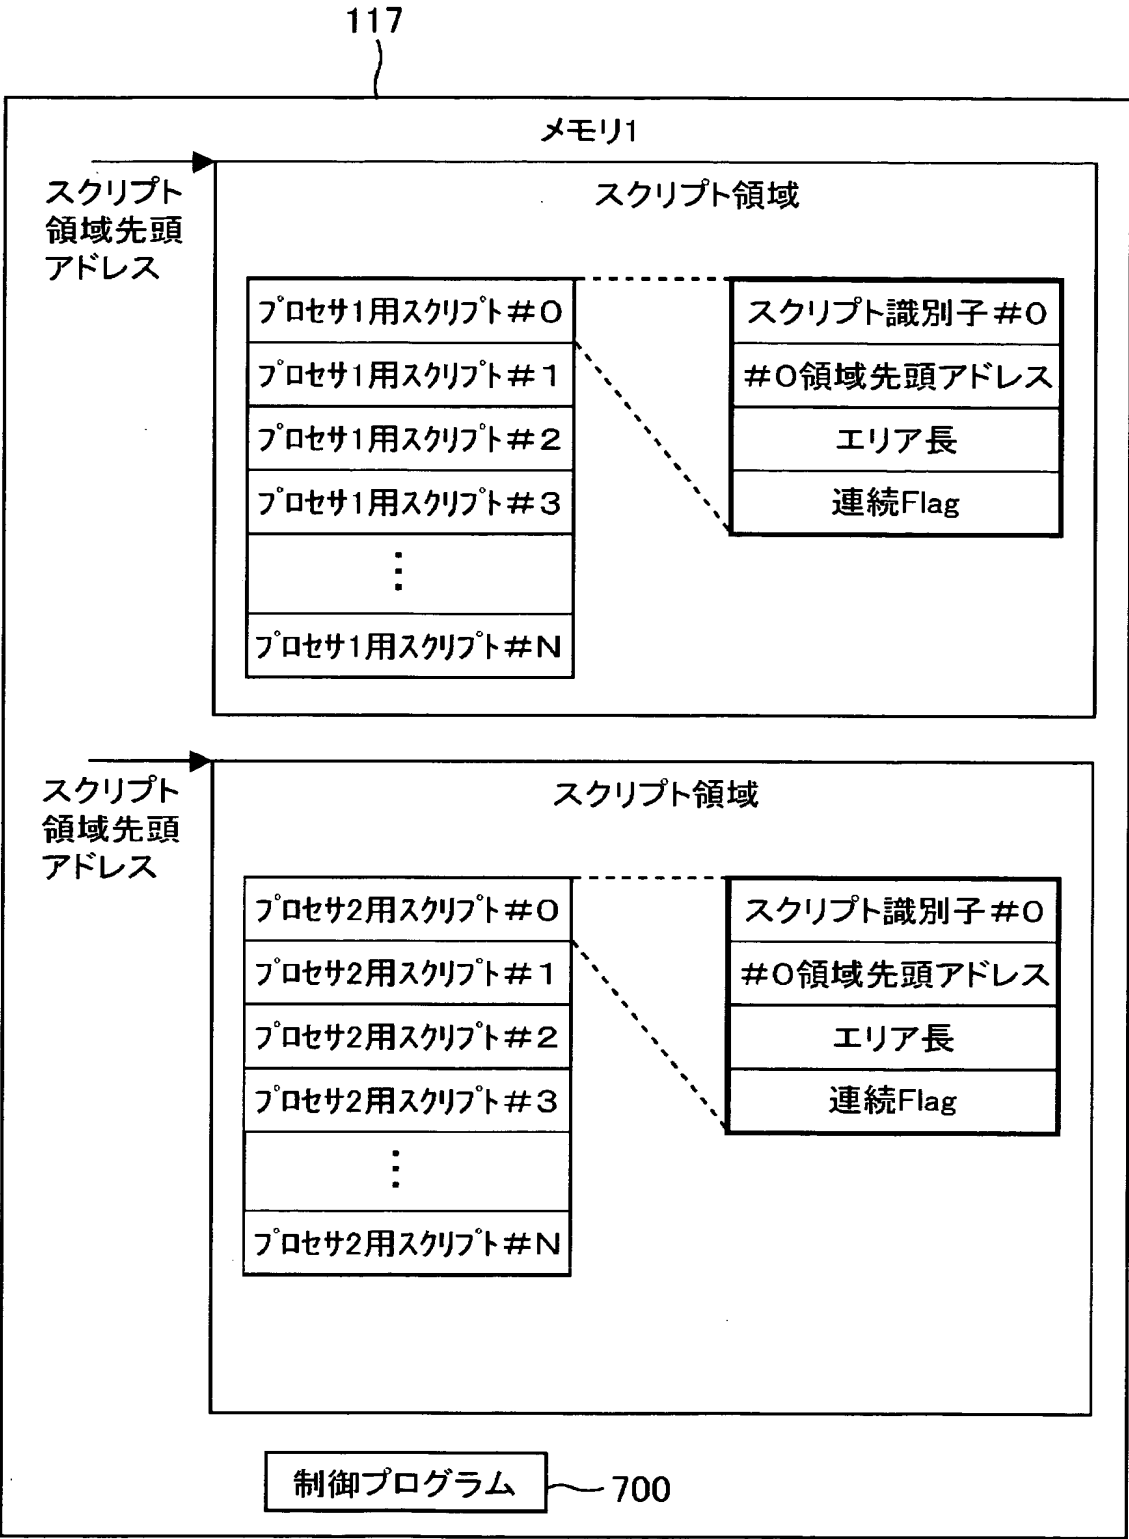 117
メモリ1
スクリプト
領域先頭
アドレス
スクリプト領域
プロセサ1用スクリプト#0
プロセサ1用スクリプト#1
プロセサ1用スクリプト#2
プロセサ1用スクリプト#3
⋮
プロセサ1用スクリプト#N
スクリプト識別子#0
#0領域先頭アドレス
エリア長
連続Flag
スクリプト
領域先頭
アドレス
スクリプト領域
プロセサ2用スクリプト#0
プロセサ2用スクリプト#1
プロセサ2用スクリプト#2
プロセサ2用スクリプト#3
⋮
プロセサ2用スクリプト#N
スクリプト識別子#0
#0領域先頭アドレス
エリア長
連続Flag
制御プログラム
700